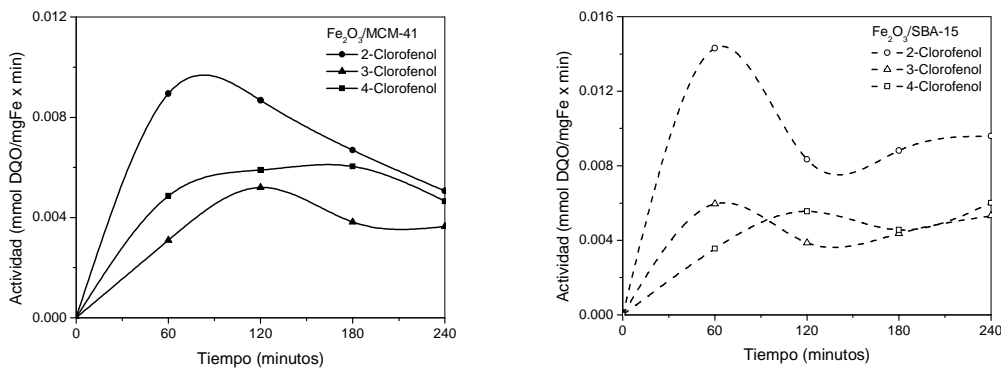 0.012
0.008
0.004
0.000
Actividad (mmol DQO/mgFe x min)
Fe₂O₃/MCM-41
2-Clorofenol
3-Clorofenol
4-Clorofenol
0 60 120 180 240
Tiempo (minutos)
0.016
0.012
0.008
0.004
0.000
Actividad (mmol DQO/mgFe x min)
Fe₂O₃/SBA-15
2-Clorofenol
3-Clorofenol
4-Clorofenol
0 60 120 180 240
Tiempo (minutos)